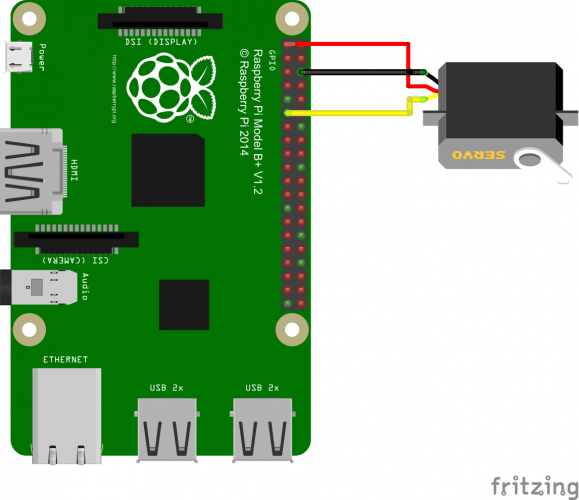 DSI (DISPLAY)
Power
http://www.raspberrypi.org
GPIO
Raspberry Pi Model B+ V1.2
© Raspberry Pi 2014
®
HDMI
SERVO
CSI (CAMERA)
Audio
ETHERNET
USB 2x
USB 2x
fritzing